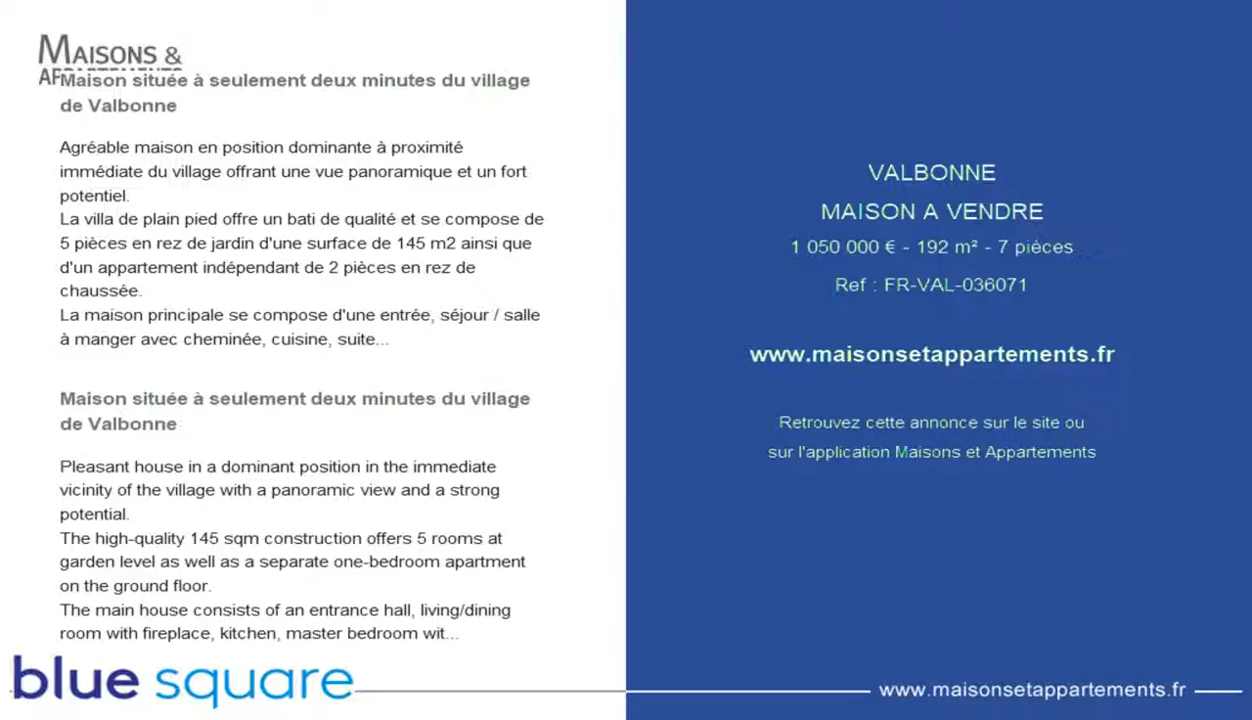 MAISONS &
APPARTEMENTS
Maison située à seulement deux minutes du village
de Valbonne
Agréable maison en position dominante à proximité
immédiate du village offrant une vue panoramique et un fort
potentiel.
La villa de plain pied offre un bati de qualité et se compose de
5 pièces en rez de jardin d'une surface de 145 m2 ainsi que
d'un appartement indépendant de 2 pièces en rez de
chaussée.
La maison principale se compose d'une entrée, séjour / salle
à manger avec cheminée, cuisine, suite...
Maison située à seulement deux minutes du village
de Valbonne
Pleasant house in a dominant position in the immediate
vicinity of the village with a panoramic view and a strong
potential.
The high-quality 145 sqm construction offers 5 rooms at
garden level as well as a separate one-bedroom apartment
on the ground floor.
The main house consists of an entrance hall, living/dining
room with fireplace, kitchen, master bedroom wit...
blue square
VALBONNE
MAISON A VENDRE
1 050 000 € - 192 m² - 7 pièces
Ref : FR-VAL-036071
www.maisonsetappartements.fr
Retrouvez cette annonce sur le site ou
sur l'application Maisons et Appartements
www.maisonsetappartements.fr